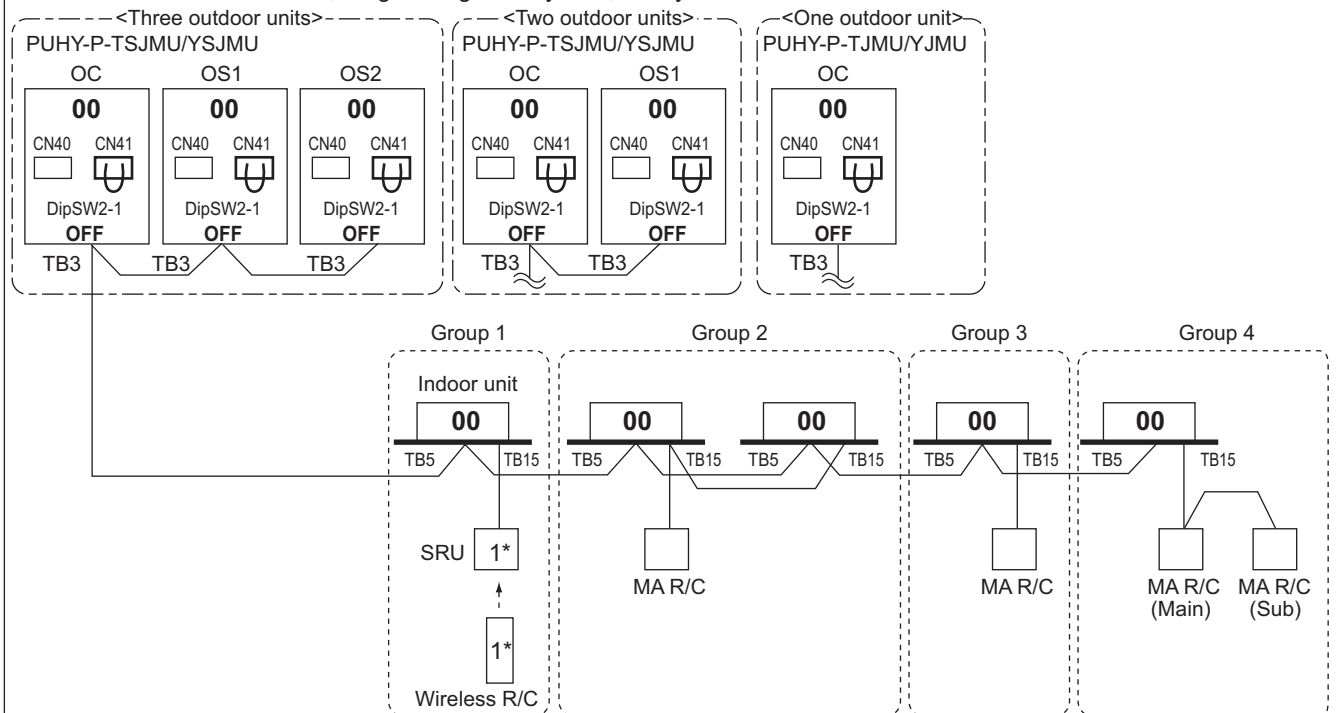 <Three outdoor units> <Two outdoor units> <One outdoor unit>
PUHY-P-TSJMU/YSJMU PUHY-P-TSJMU/YSJMU PUHY-P-TJMU/YJMU
OC OS1 OS2 OC OS1 OC
00 00 00 00 00 00
CN40 CN41 CN40 CN41 CN40 CN41 CN40 CN41 CN40 CN41 CN40 CN41
DipSW2-1 DipSW2-1 DipSW2-1 DipSW2-1 DipSW2-1 DipSW2-1
OFF OFF OFF OFF OFF OFF
TB3 TB3 TB3 TB3 TB3 TB3
Group 1 Group 2 Group 3 Group 4
Indoor unit
00 00 00 00 00
TB5 TB15 TB5 TB15 TB5 TB15 TB5 TB15 TB5 TB15
SRU 1*
MA R/C MA R/C MA R/C MA R/C
(Main) (Sub)
1*
Wireless R/C